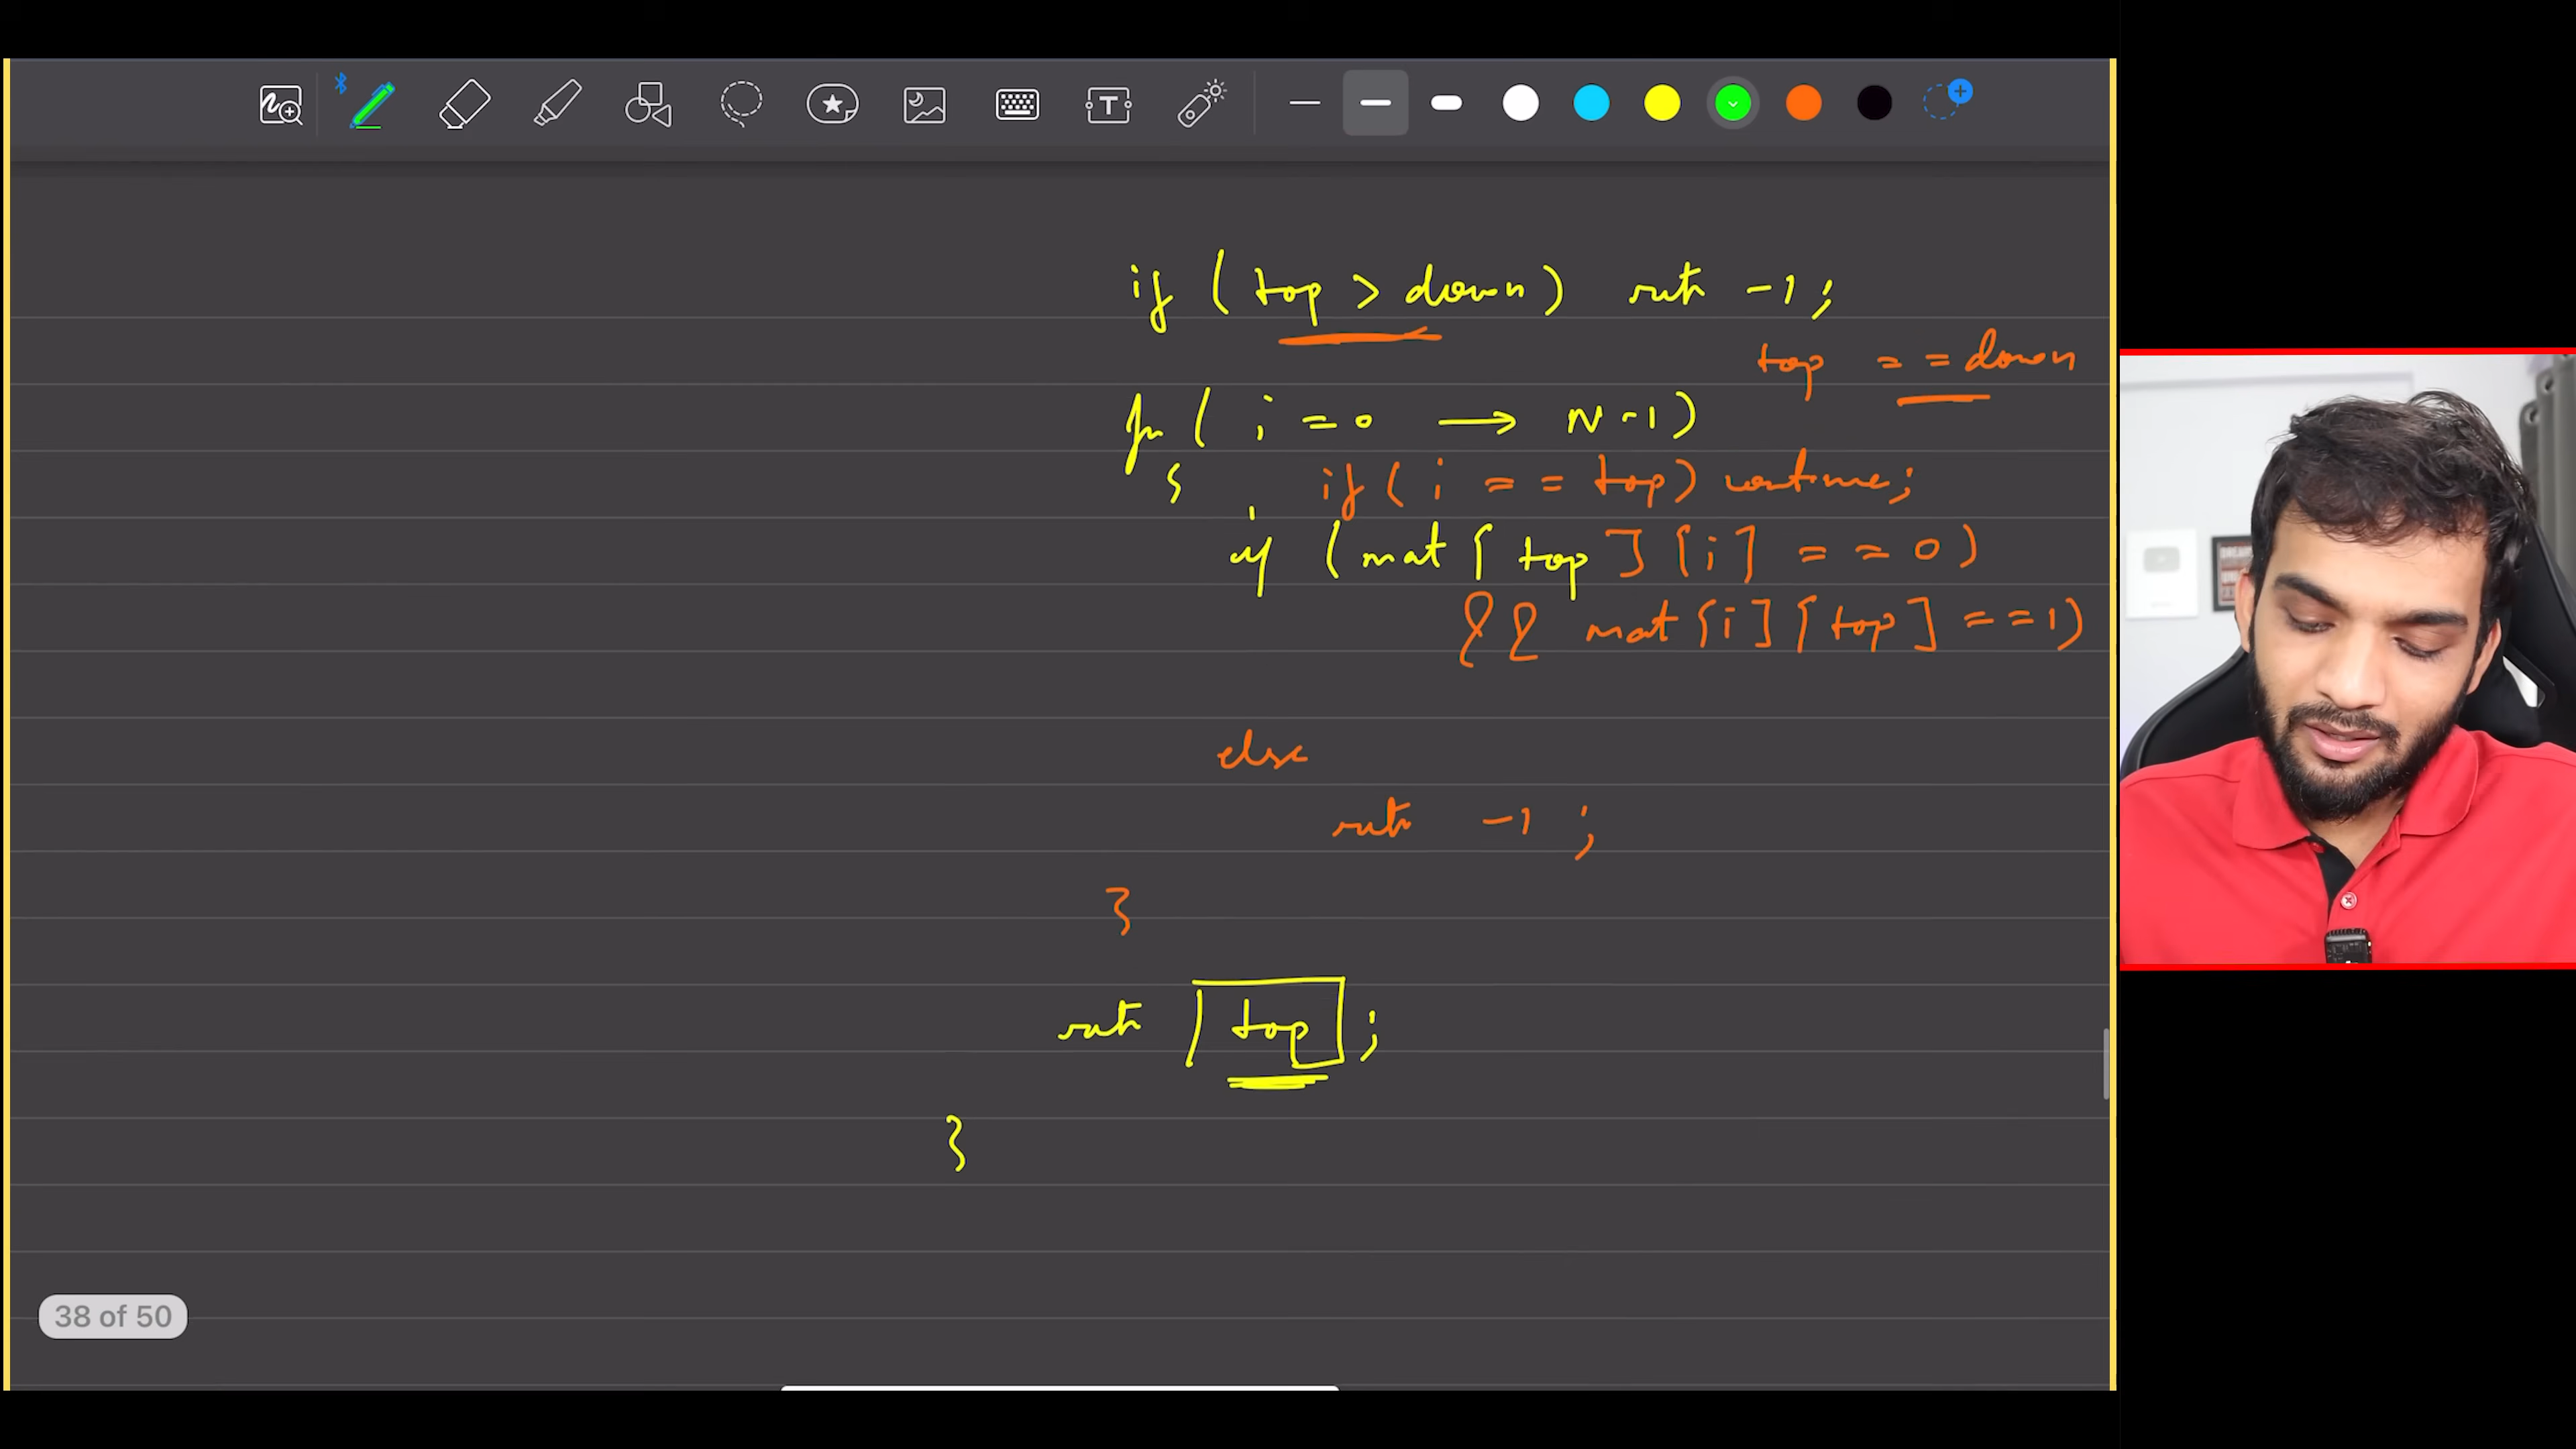 if (top > down) retn -1;
top == down
for (i = 0 → N-1)
{ if (i == top) continue;
if (mat[top][i] == 0)
&& mat[i][top] == 1)
else
retn -1;
}
retn top;
}
38 of 50